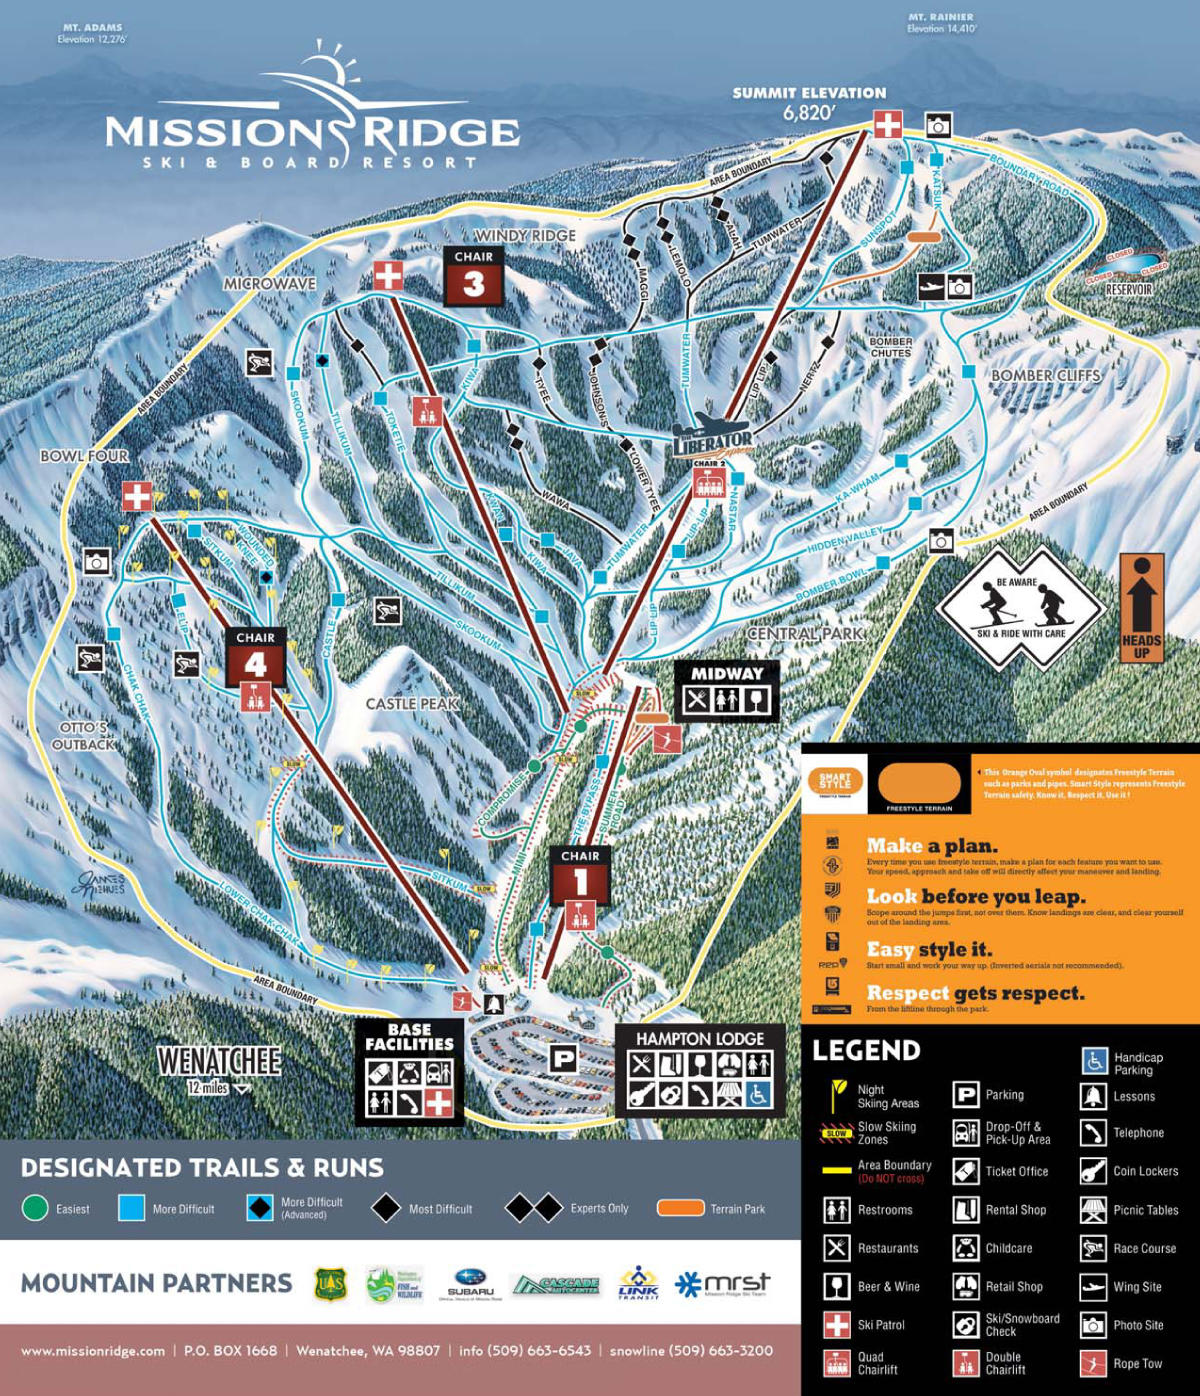 MT. ADAMS
Elevation 12,276'
MT. RAINIER
Elevation 14,410'
MISSION RIDGE
SKI & BOARD RESORT
SUMMIT ELEVATION
6,820'
AREA BOUNDARY
BOUNDARY ROAD
KATSUK
SUNSPOT
ALAH
TUMWATER
LENOLO
MAGGI
WINDY RIDGE
CHAIR
3
MICROWAVE
CLOSED
CLOSED
CLOSED
RESERVOIR
BOMBER
CHUTES
BOMBER CLIFFS
AREA BOUNDARY
SKOOKUM
TILLIKUM
TOKETIE
KIWA
TYEE
JOHNSON'S
TUMWATER
LIP LIP
NERTZ
LIBERATOR
Express
CHAIR 2
LOWER TYEE
WAWA
BOWL FOUR
SITKUM
WOUNDED
KNEE
KIWA
JAVA
TUMWATER
LIP-LIP
NASTAR
KA-WHAM
HIDDEN VALLEY
BOMBER BOWL
AREA BOUNDARY
BE AWARE
SKI & RIDE WITH CARE
HEADS
UP
ELIP
CHAIR
4
CASTLE
TILLIKUM
SKOOKUM
LIP LIP
CENTRAL PARK
CHAK CHAK
CASTLE PEAK
MIDWAY
SLOW
OTTO'S
OUTBACK
SLOW
SLOW
COMPROMISE
THE BYPASS
ROAD
MIMI
CHAIR
1
SITKUM
SLOW
JAMES
NIEHUES
LOWER CHAK CHAK
SLOW
AREA BOUNDARY
WENATCHEE
12 miles
BASE
FACILITIES
P
HAMPTON LODGE
SMART
STYLE
FREESTYLE TERRAIN
FREESTYLE TERRAIN
This Orange Oval symbol designates Freestyle Terrain
such as parks and pipes. Smart Style represents Freestyle
Terrain safety. Know it, Respect it, Use it !
Make a plan.
Every time you use freestyle terrain, make a plan for each feature you want to use.
Your speed, approach and take off will directly affect your maneuver and landing.
Look before you leap.
Scope around the jumps first, not over them. Know landings are clear, and clear yourself
out of the landing area.
Easy style it.
Start small and work your way up. (Inverted aerials not recommended).
Respect gets respect.
From the liftline through the park.
LEGEND
Night
Skiing Areas
SLOW
Slow Skiing
Zones
Area Boundary
(Do NOT cross)
Restrooms
Restaurants
Beer & Wine
Ski Patrol
Quad
Chairlift
P
Parking
Drop-Off &
Pick-Up Area
Ticket Office
Rental Shop
Childcare
Retail Shop
Ski/Snowboard
Check
Double
Chairlift
Handicap
Parking
Lessons
Telephone
Coin Lockers
Picnic Tables
Race Course
Wing Site
Photo Site
Rope Tow
DESIGNATED TRAILS & RUNS
Easiest
More Difficult
More Difficult
(Advanced)
Most Difficult
Experts Only
Terrain Park
MOUNTAIN PARTNERS
UAS
FISH and
WILDLIFE
SUBARU
CASCADE
AUTOCENTER
LINK
TRANSIT
mrst
Mission Ridge Ski Team
www.missionridge.com | P.O. BOX 1668 | Wenatchee, WA 98807 | info (509) 663-6543 | snowline (509) 663-3200